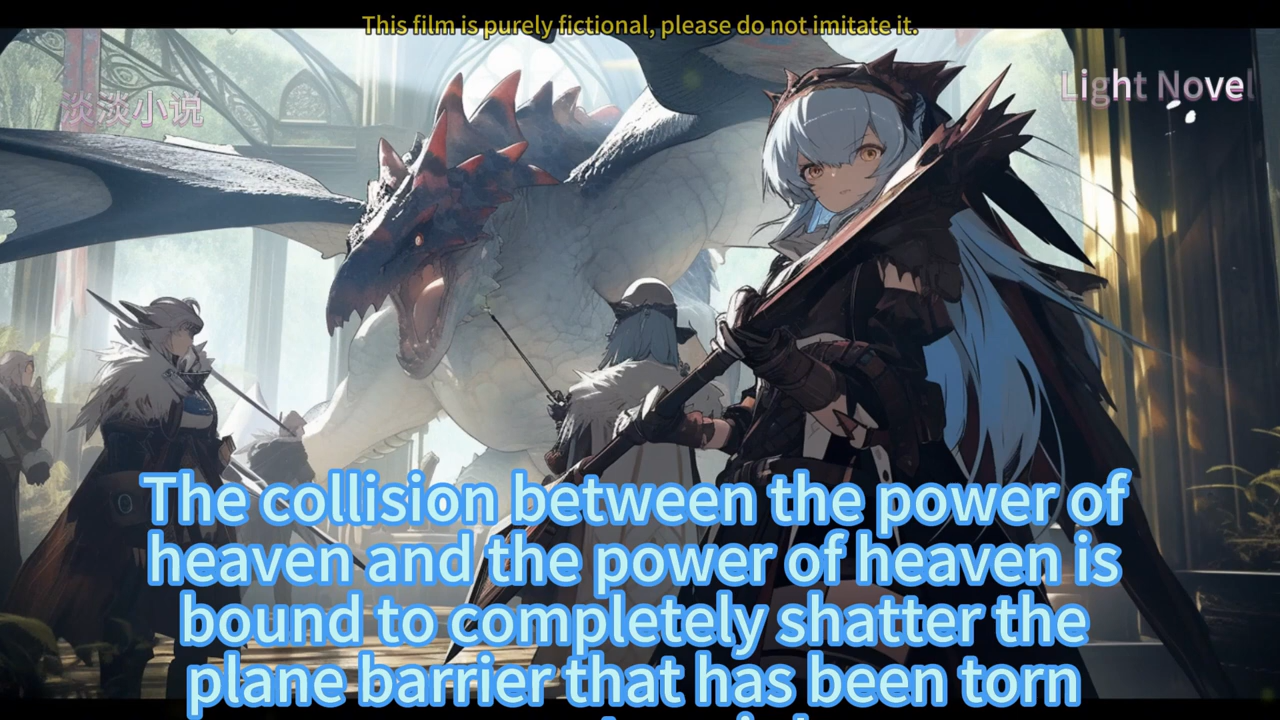 This film is purely fictional, please do not imitate it.
Light Novel
淡淡小说
The collision between the power of
heaven and the power of heaven is
bound to completely shatter the
plane barrier that has been torn